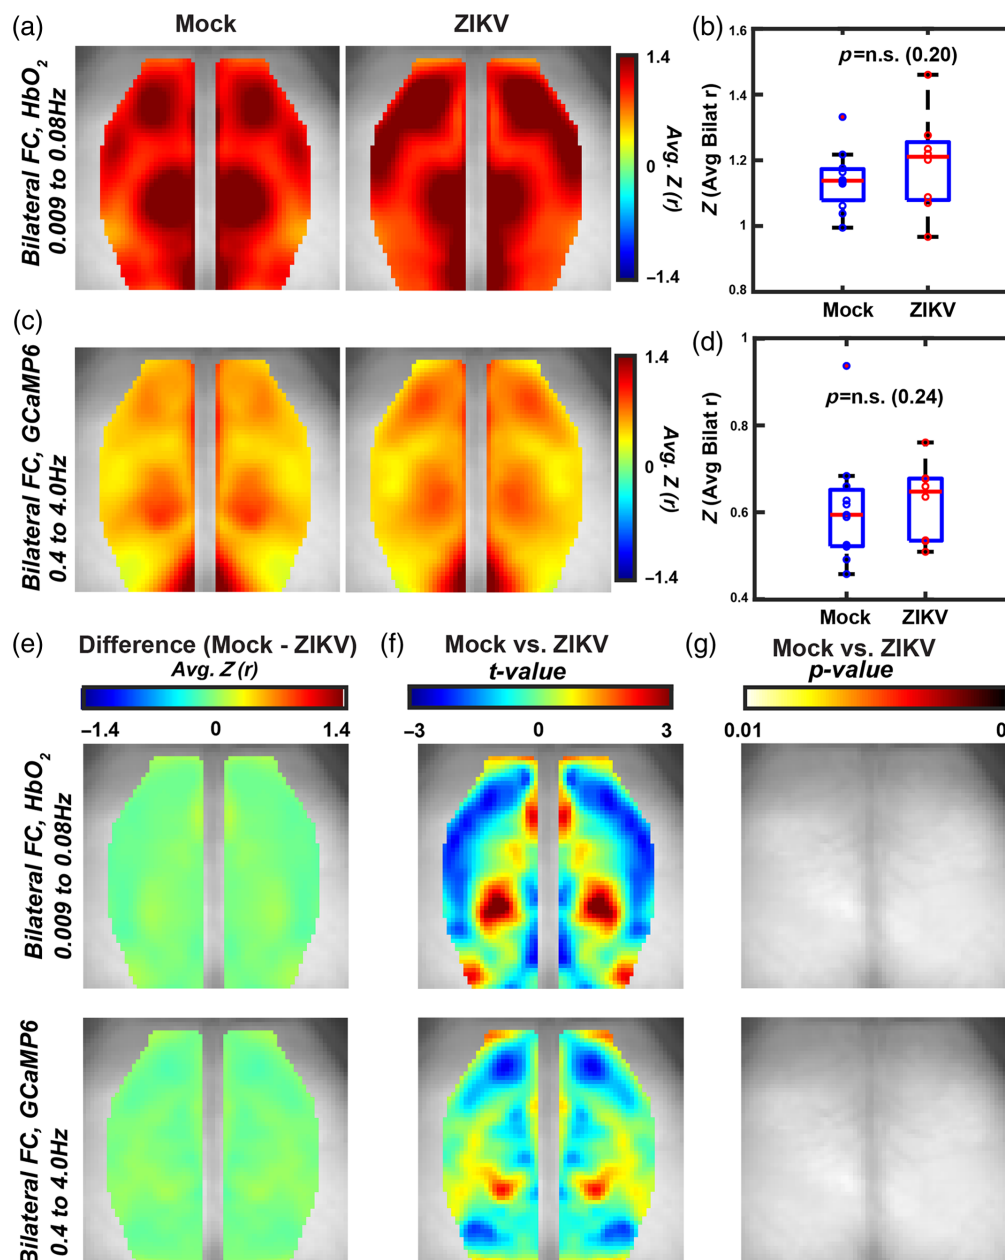 (a)
Mock
ZIKV
(b)
Bilateral FC, HbO2
0.009 to 0.08Hz
1.4
Avg. Z (r)
0
−1.4
1.6
1.4
1.2
1
0.8
Z (Avg Bilat r)
p=n.s. (0.20)
Mock
ZIKV
(c)
Bilateral FC, GCaMP6
0.4 to 4.0Hz
1.4
Avg. Z (r)
0
−1.4
(d)
1
0.8
0.6
0.4
Z (Avg Bilat r)
p=n.s. (0.24)
Mock
ZIKV
(e)
Difference (Mock - ZIKV)
Avg. Z (r)
−1.4
0
1.4
(f)
Mock vs. ZIKV
t-value
−3
0
3
(g)
Mock vs. ZIKV
p-value
0.01
0
Bilateral FC, HbO2
0.009 to 0.08Hz
Bilateral FC, GCaMP6
0.4 to 4.0Hz